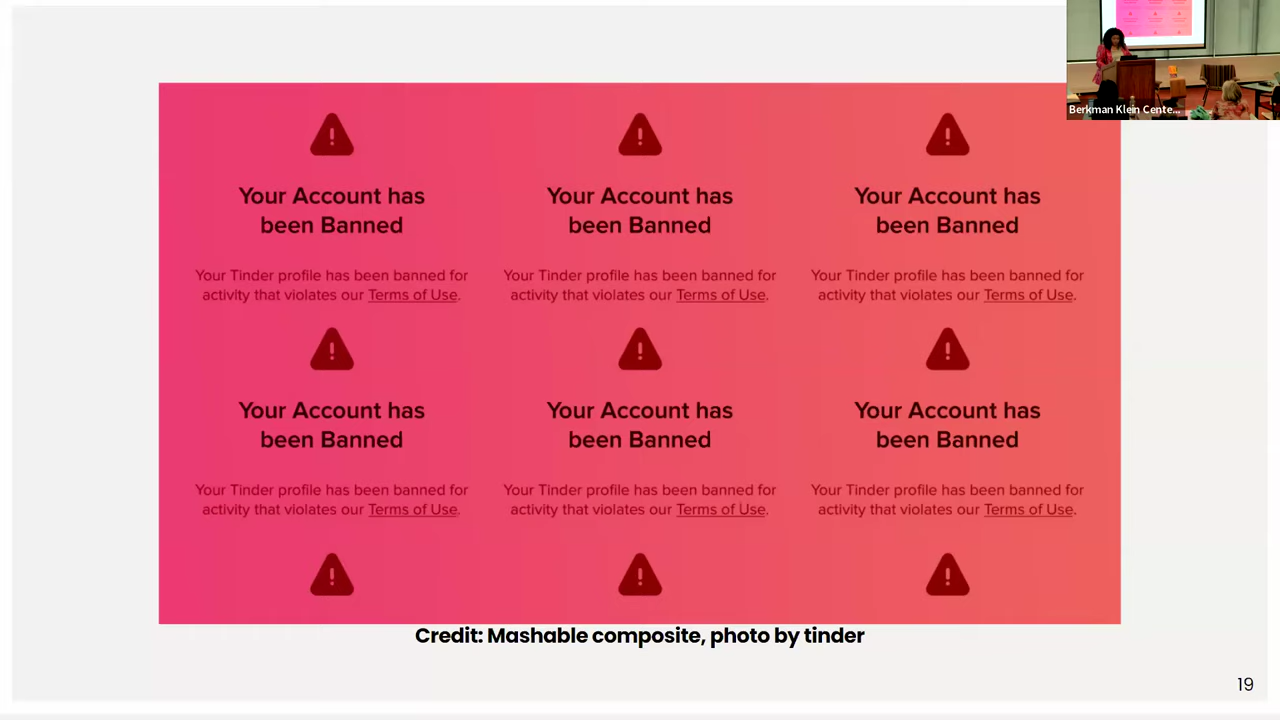 Berkman Klein Cente...
Your Account has
been Banned
Your Tinder profile has been banned for
activity that violates our Terms of Use.
Your Account has
been Banned
Your Tinder profile has been banned for
activity that violates our Terms of Use.
Your Account has
been Banned
Your Tinder profile has been banned for
activity that violates our Terms of Use.
Your Account has
been Banned
Your Tinder profile has been banned for
activity that violates our Terms of Use.
Your Account has
been Banned
Your Tinder profile has been banned for
activity that violates our Terms of Use.
Your Account has
been Banned
Your Tinder profile has been banned for
activity that violates our Terms of Use.
Credit: Mashable composite, photo by tinder
19